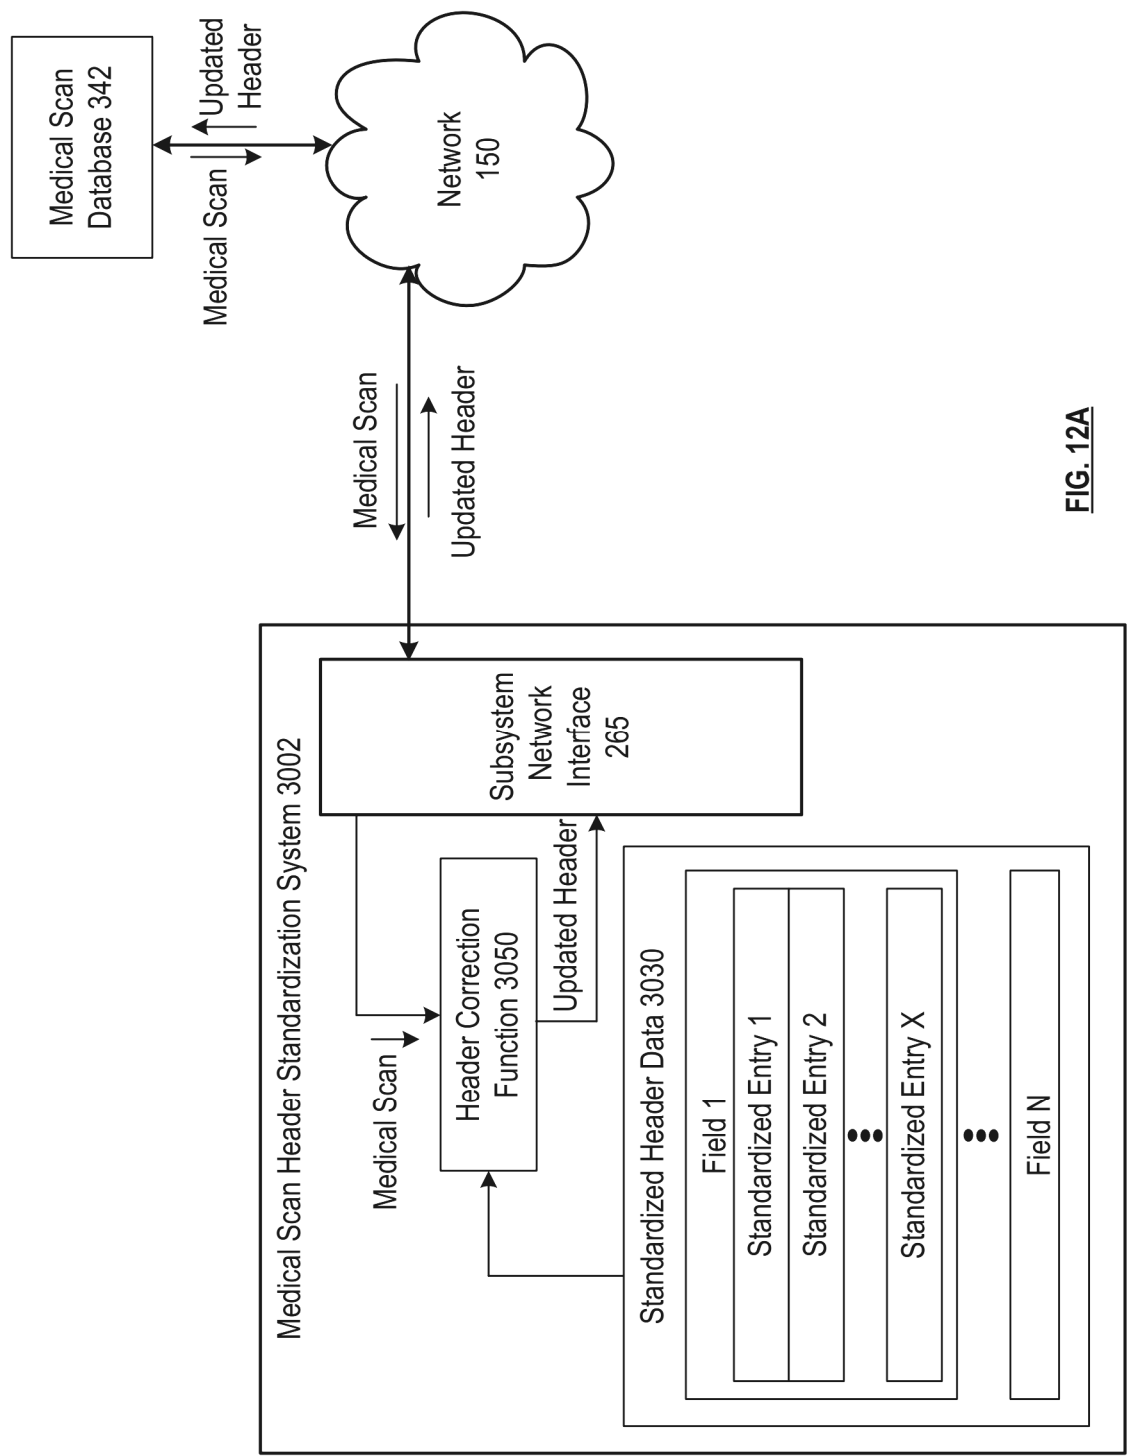 Medical Scan Header Standardization System 3002
Medical Scan
Header Correction
Function 3050
Updated Header
Subsystem
Network
Interface
265
Standardized Header Data 3030
Field 1
Standardized Entry 1
Standardized Entry 2
Standardized Entry X
Field N
Medical Scan
Updated Header
Network
150
Medical Scan
Updated
Header
Medical Scan
Database 342
FIG. 12A